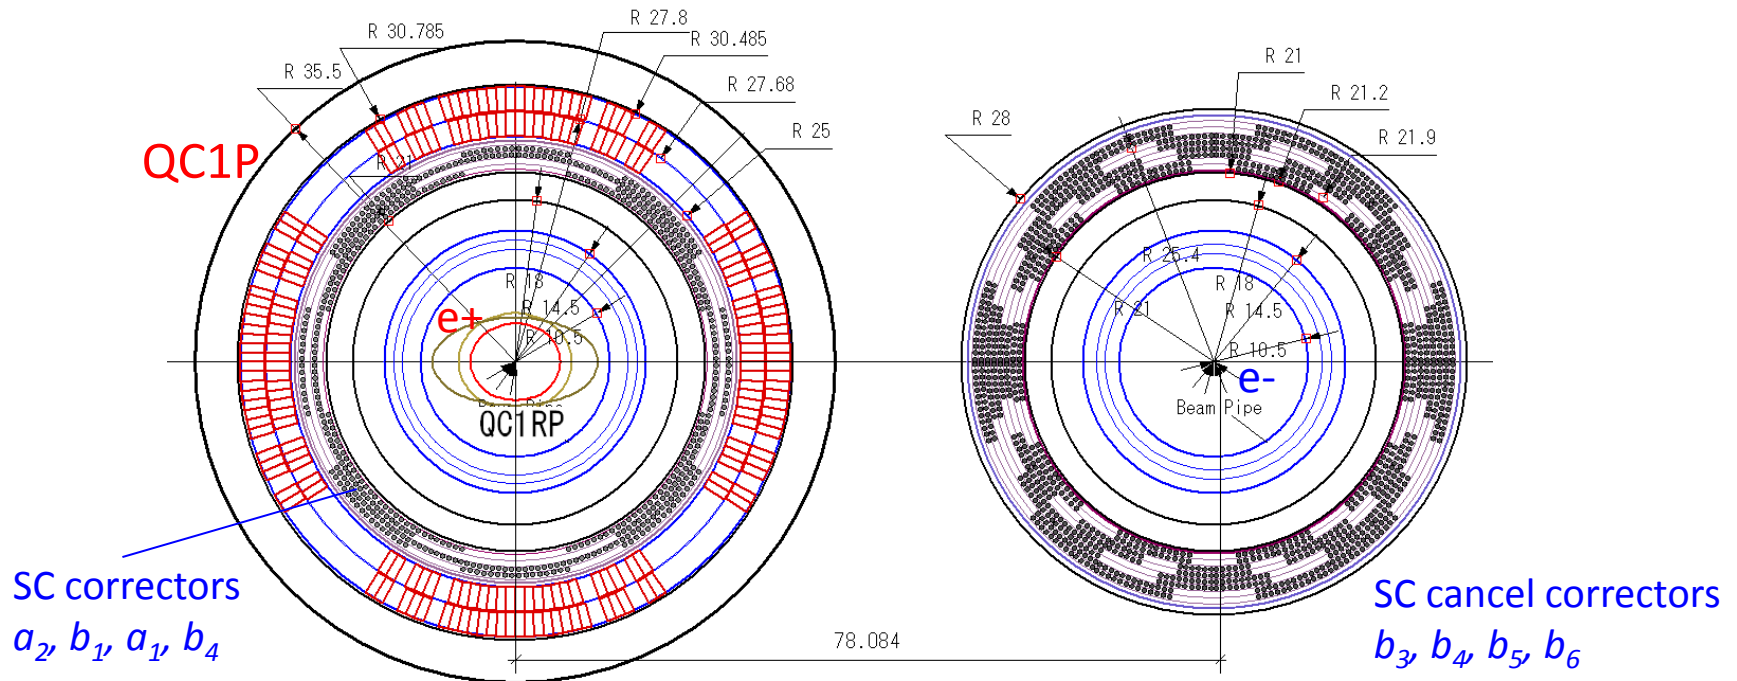 R 27.8
R 30.785
R 30.485
R 35.5
R 27.68
R 25
QC1P
R 21
R 18
R 14.5
e+
R 10.5
QC1RP
SC correctors
a2, b1, a1, b4
78.084
R 21
R 21.2
R 28
R 21.9
R 25.4
R 18
R 21
R 14.5
R 10.5
e-
Beam Pipe
SC cancel correctors
b3, b4, b5, b6